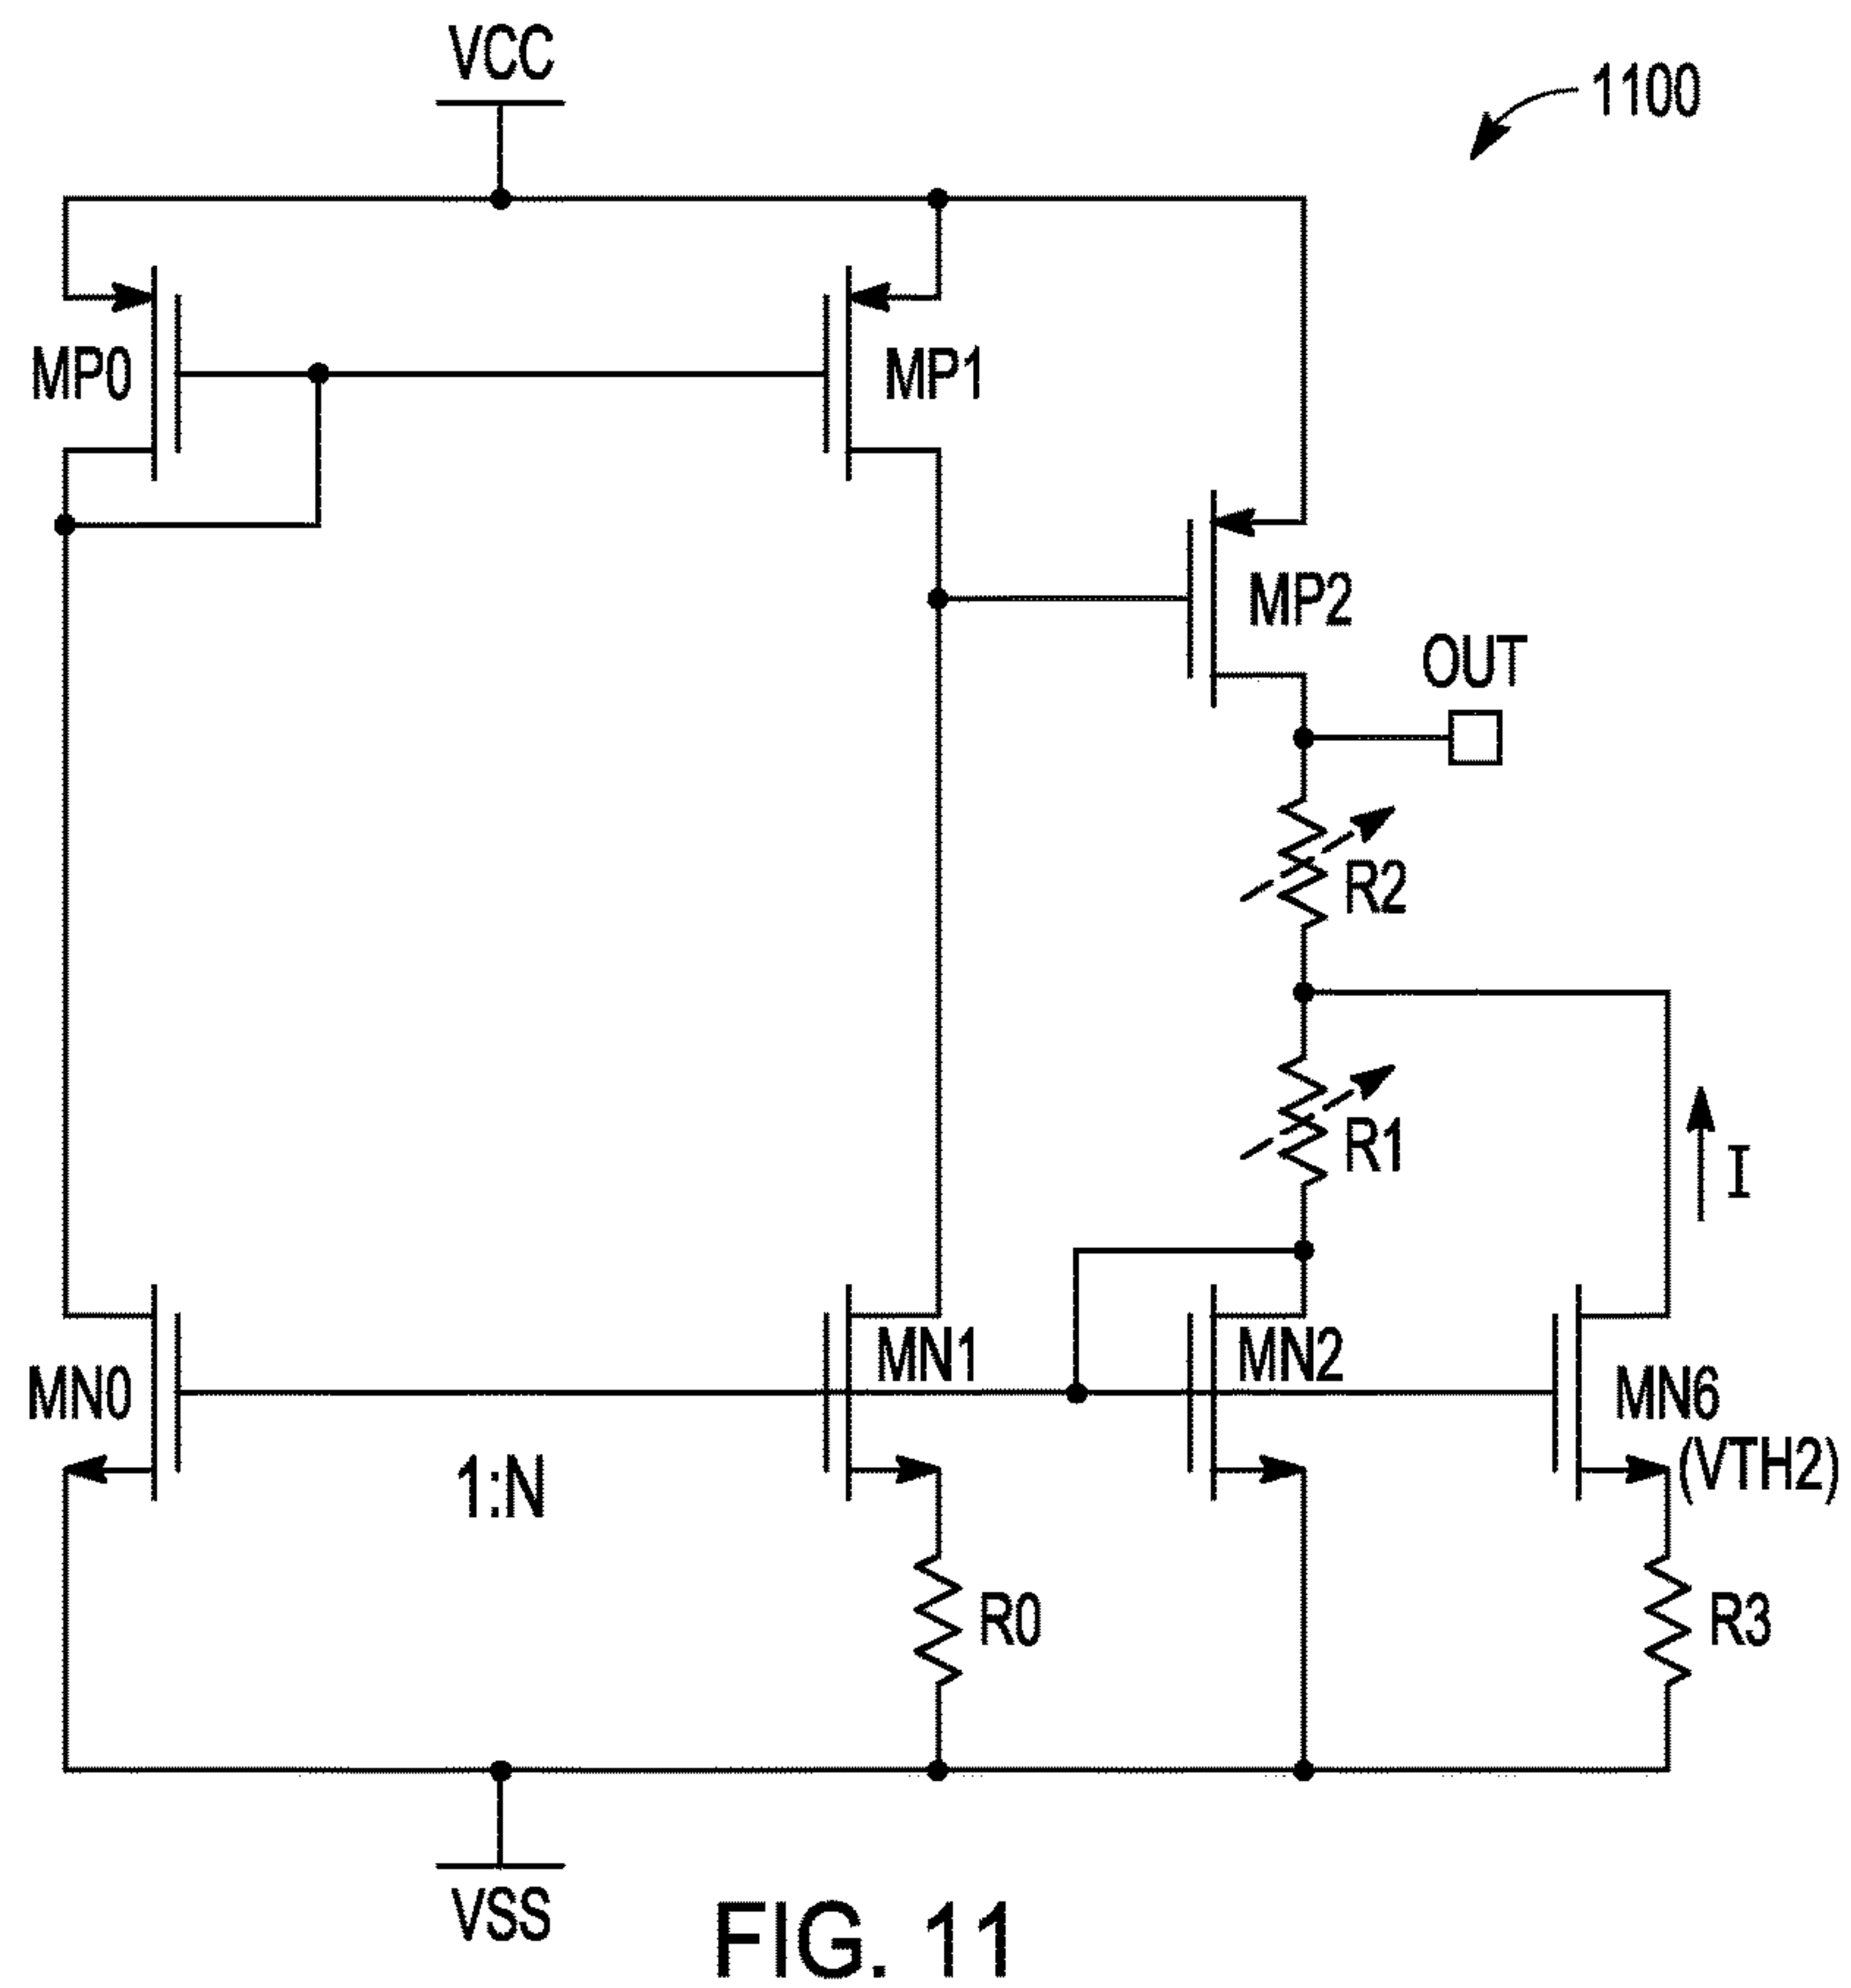 VCC
1100
MP0
MP1
MP2
OUT
R2
R1
I
MN0
MN1
MN2
MN6
(VTH2)
1:N
R0
R3
VSS
FIG. 11